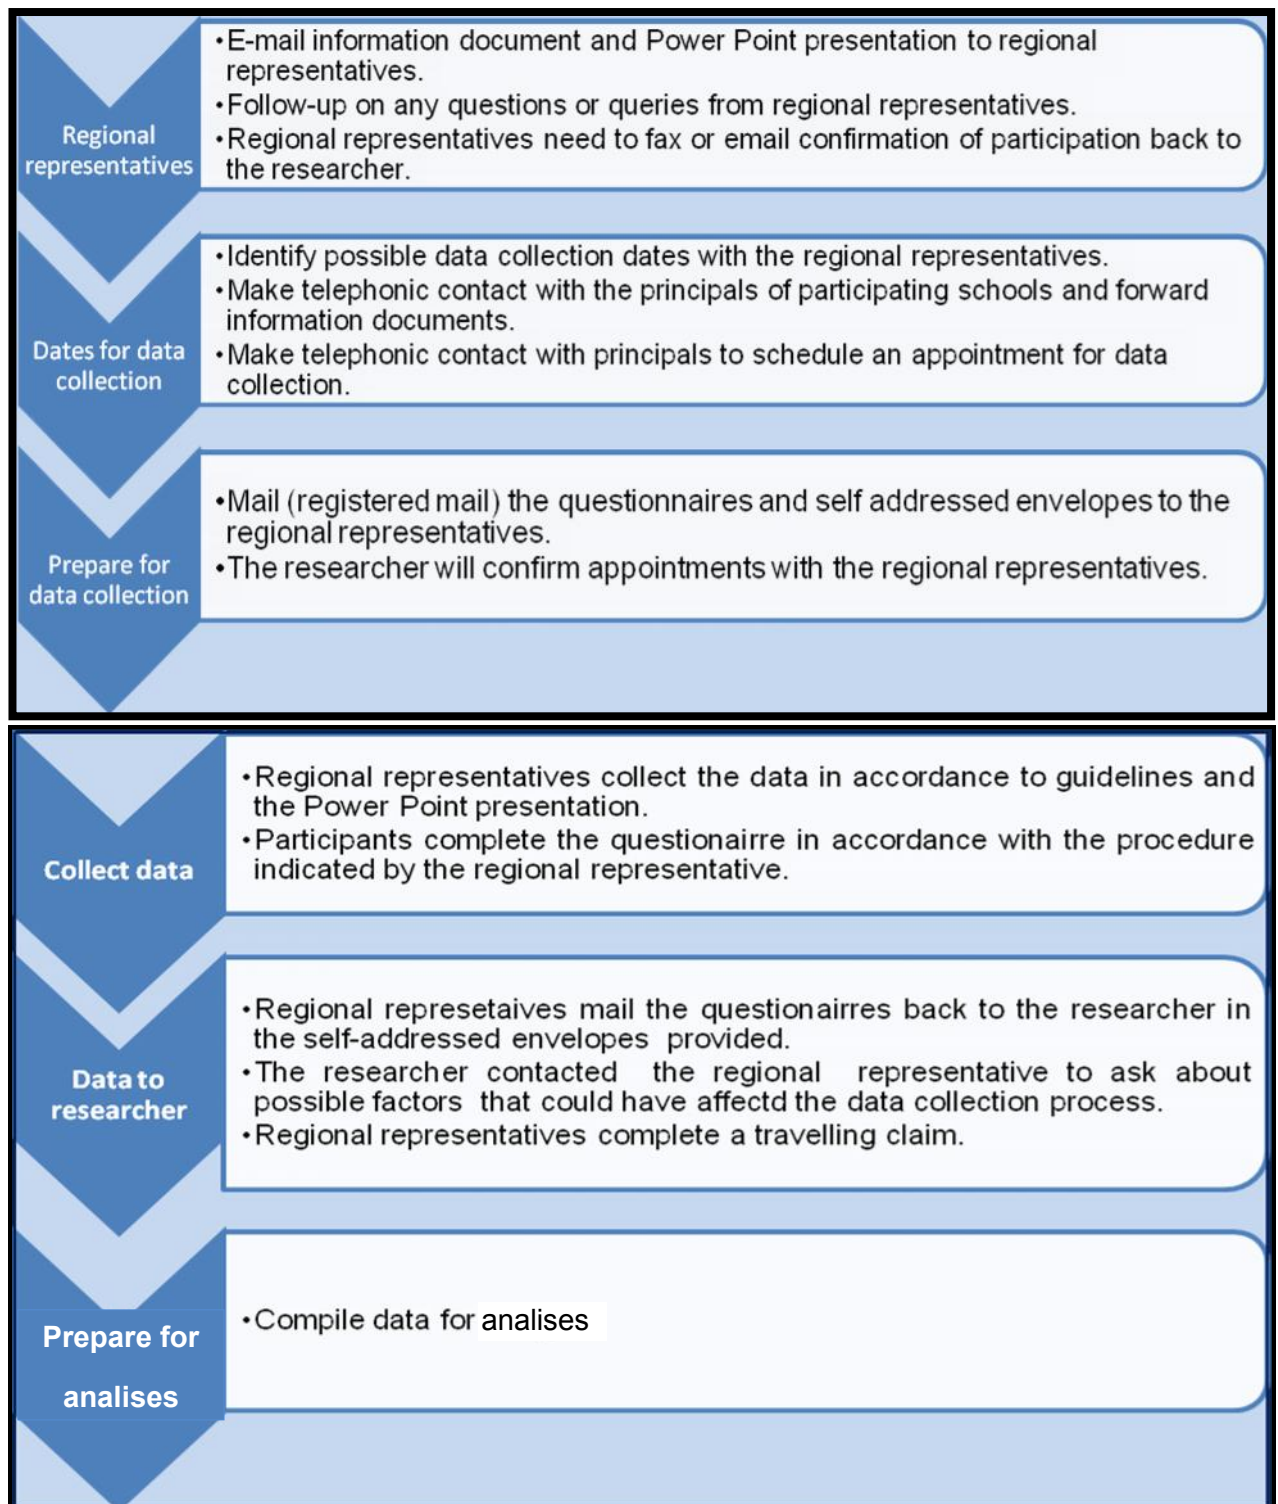 Regional
representatives
•E-mail information document and Power Point presentation to regional
representatives.
•Follow-up on any questions or queries from regional representatives.
•Regional representatives need to fax or email confirmation of participation back to
the researcher.
Dates for data
collection
•Identify possible data collection dates with the regional representatives.
•Make telephonic contact with the principals of participating schools and forward
information documents.
•Make telephonic contact with principals to schedule an appointment for data
collection.
Prepare for
data collection
•Mail (registered mail) the questionnaires and self addressed envelopes to the
regional representatives.
•The researcher will confirm appointments with the regional representatives.
Collect data
•Regional representatives collect the data in accordance to guidelines and
the Power Point presentation.
•Participants complete the questionairre in accordance with the procedure
indicated by the regional representative.
Data to
researcher
•Regional represetaives mail the questionairres back to the researcher in
the self-addressed envelopes provided.
•The researcher contacted the regional representative to ask about
possible factors that could have affectd the data collection process.
•Regional representatives complete a travelling claim.
Prepare for
analises
•Compile data for analises